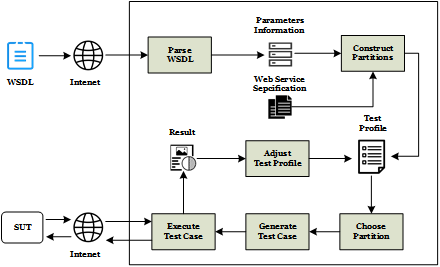 Parameters
Information
Parse
WSDL
Construct
Partitions
WSDL
Intenet
Web Service
Sepcification
Test
Profile
Result
Adjust
Test Profile
SUT
Intenet
Execute
Test Case
Generate
Test Case
Choose
Partition